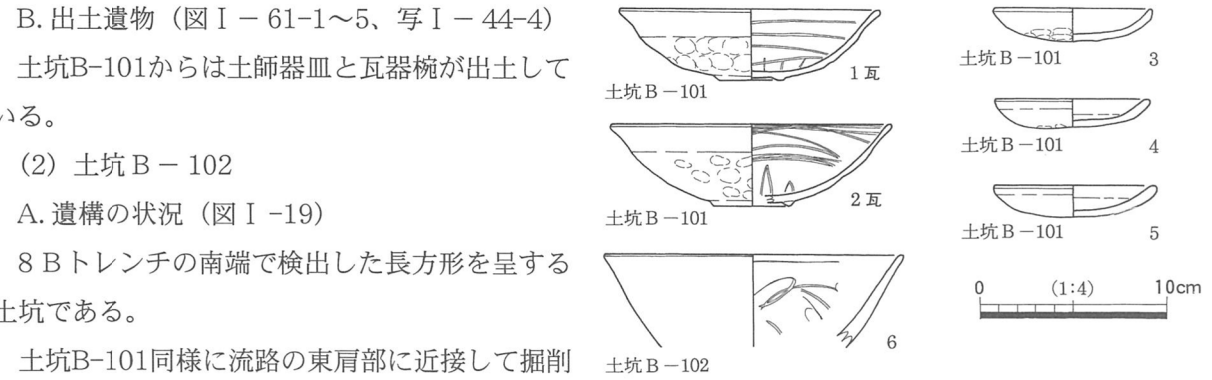 B. 出土遺物（図Ⅰ－61-1～5、写Ⅰ－44-4）
土坑B-101からは土師器皿と瓦器椀が出土して
いる。
（2）土坑B－102
A. 遺構の状況（図Ⅰ-19）
8Bトレンチの南端で検出した長方形を呈する
土坑である。
土坑B-101同様に流路の東肩部に近接して掘削
1瓦
土坑B－101
2瓦
土坑B－101
6
土坑B－102
土坑B－101 3
土坑B－101 4
土坑B－101 5
0 (1:4) 10cm